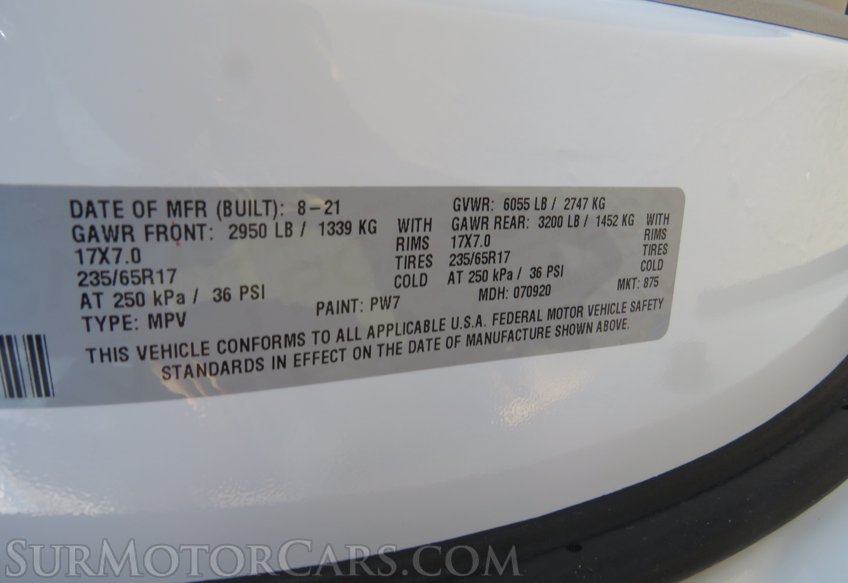 DATE OF MFR (BUILT): 8-21 GVWR: 6055 LB / 2747 KG
GAWR FRONT: 2950 LB / 1339 KG WITH GAWR REAR: 3200 LB / 1452 KG WITH
17X7.0 RIMS 17X7.0 RIMS
235/65R17 TIRES 235/65R17 TIRES
AT 250 kPa / 36 PSI COLD AT 250 kPa / 36 PSI COLD
TYPE: MPV PAINT: PW7 MDH: 070920 MKT: 875
THIS VEHICLE CONFORMS TO ALL APPLICABLE U.S.A. FEDERAL MOTOR VEHICLE SAFETY
STANDARDS IN EFFECT ON THE DATE OF MANUFACTURE SHOWN ABOVE.
SURMOTORCARS.COM